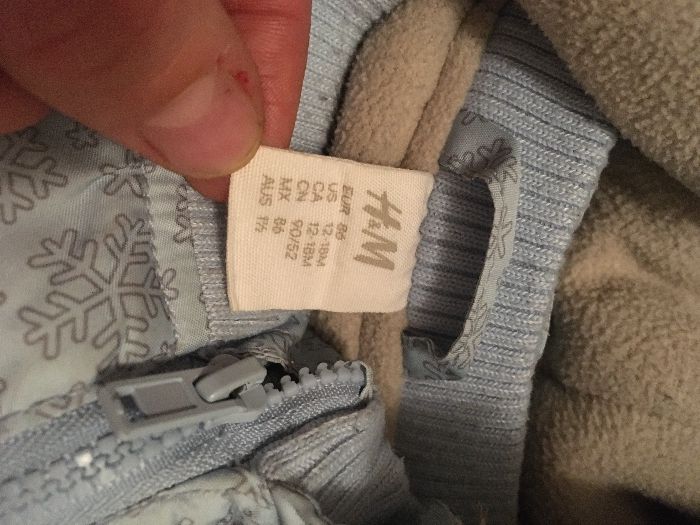 H&M
EUR 86
US 12-18M
CA 12-18M
CN 90/52
MX 86
AUS 1½